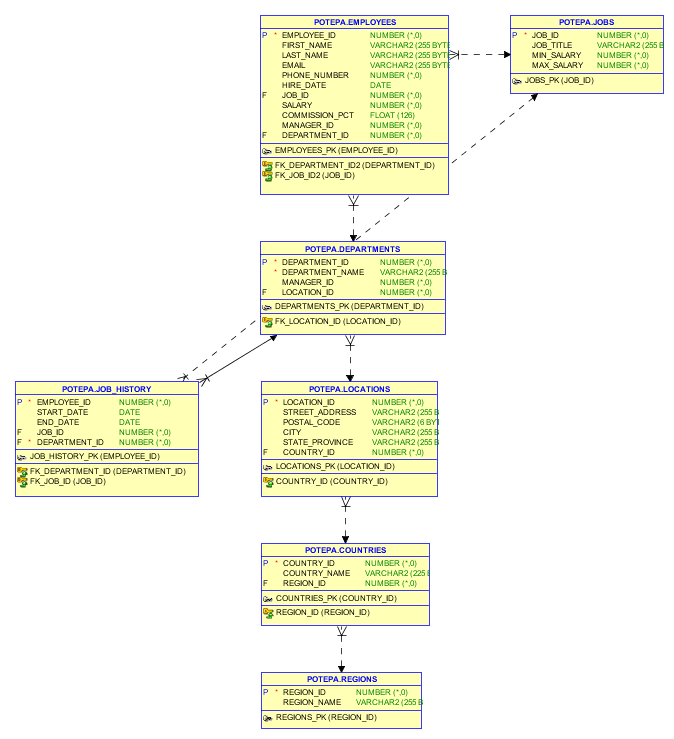 POTEPA.EMPLOYEES
P * EMPLOYEE_ID NUMBER (*,0)
FIRST_NAME VARCHAR2 (255 BYTE
LAST_NAME VARCHAR2 (255 BYTE
EMAIL VARCHAR2 (255 BYTE
PHONE_NUMBER NUMBER (*,0)
HIRE_DATE DATE
F JOB_ID NUMBER (*,0)
SALARY NUMBER (*,0)
COMMISSION_PCT FLOAT (126)
MANAGER_ID NUMBER (*,0)
F DEPARTMENT_ID NUMBER (*,0)
EMPLOYEES_PK (EMPLOYEE_ID)
FK_DEPARTMENT_ID2 (DEPARTMENT_ID)
FK_JOB_ID2 (JOB_ID)
POTEPA.JOBS
P * JOB_ID NUMBER (*,0)
JOB_TITLE VARCHAR2 (255 B
MIN_SALARY NUMBER (*,0)
MAX_SALARY NUMBER (*,0)
JOBS_PK (JOB_ID)
POTEPA.DEPARTMENTS
P * DEPARTMENT_ID NUMBER (*,0)
* DEPARTMENT_NAME VARCHAR2 (255 B
MANAGER_ID NUMBER (*,0)
F LOCATION_ID NUMBER (*,0)
DEPARTMENTS_PK (DEPARTMENT_ID)
FK_LOCATION_ID (LOCATION_ID)
POTEPA.JOB_HISTORY
P * EMPLOYEE_ID NUMBER (*,0)
START_DATE DATE
END_DATE DATE
F JOB_ID NUMBER (*,0)
F * DEPARTMENT_ID NUMBER (*,0)
JOB_HISTORY_PK (EMPLOYEE_ID)
FK_DEPARTMENT_ID (DEPARTMENT_ID)
FK_JOB_ID (JOB_ID)
POTEPA.LOCATIONS
P * LOCATION_ID NUMBER (*,0)
STREET_ADDRESS VARCHAR2 (255 B
POSTAL_CODE VARCHAR2 (6 BYT
CITY VARCHAR2 (255 B
STATE_PROVINCE VARCHAR2 (255 B
F COUNTRY_ID NUMBER (*,0)
LOCATIONS_PK (LOCATION_ID)
COUNTRY_ID (COUNTRY_ID)
POTEPA.COUNTRIES
P * COUNTRY_ID NUMBER (*,0)
COUNTRY_NAME VARCHAR2 (225 B
F REGION_ID NUMBER (*,0)
COUNTRIES_PK (COUNTRY_ID)
REGION_ID (REGION_ID)
POTEPA.REGIONS
P * REGION_ID NUMBER (*,0)
REGION_NAME VARCHAR2 (255 B
REGIONS_PK (REGION_ID)